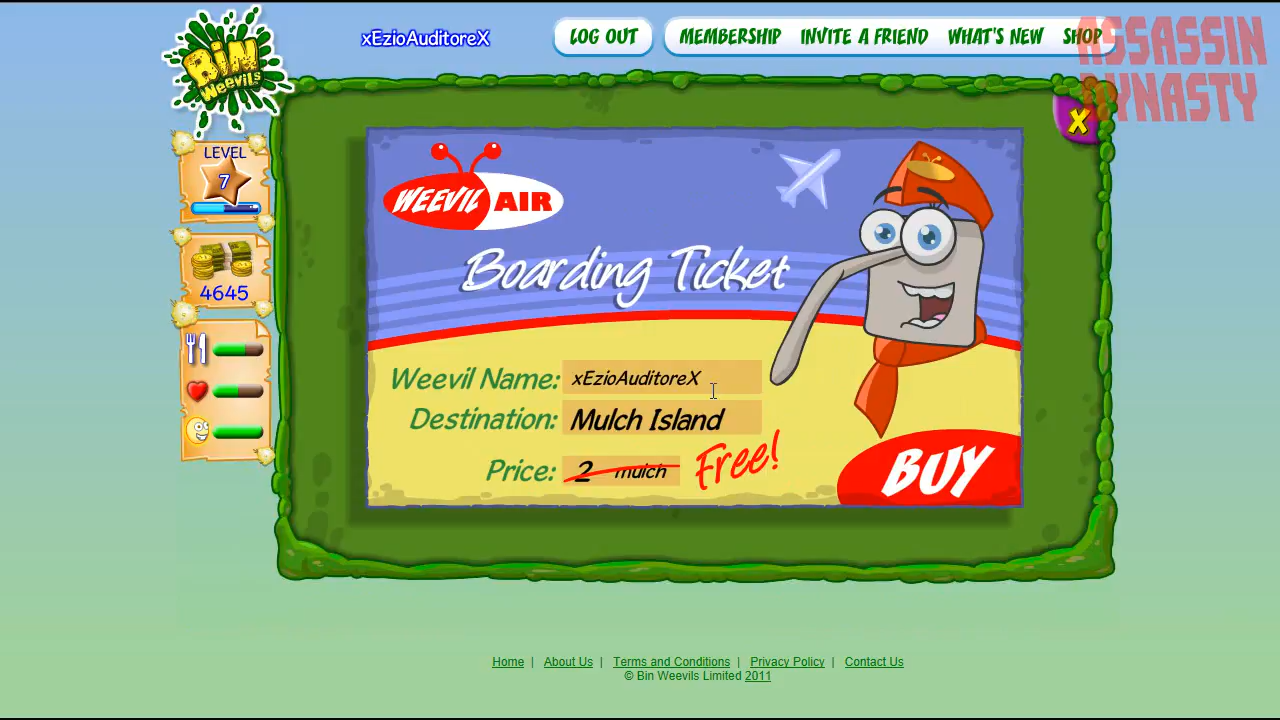 BiN
Weevils
xEzioAuditoreX
LOG OUT
MEMBERSHIP INVITE A FRIEND WHAT'S NEW SHOP
ASSASSIN
DYNASTY
X
LEVEL
7
4645
WEEVIL AIR
Boarding Ticket
Weevil Name: xEzioAuditoreX
Destination: Mulch Island
Price: 2 mulch Free!
BUY
Home | About Us | Terms and Conditions | Privacy Policy | Contact Us
© Bin Weevils Limited 2011